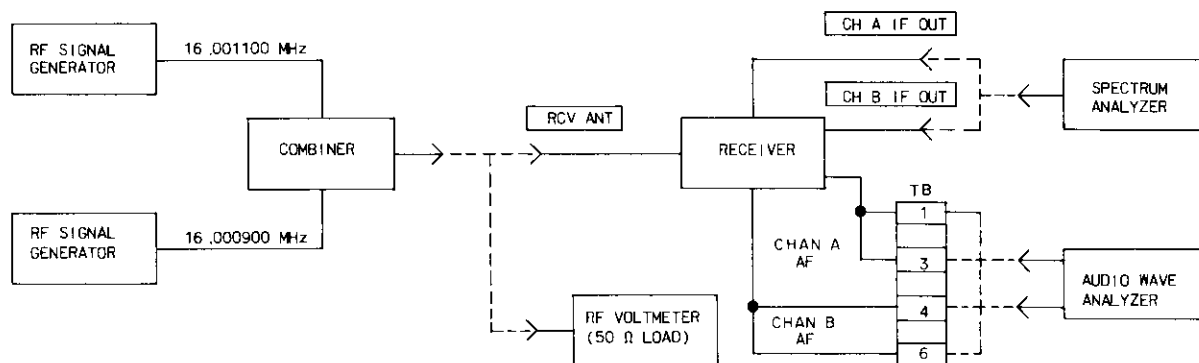 RF SIGNAL
GENERATOR
16.001100 MHz
COMBINER
RF SIGNAL
GENERATOR
16.000900 MHz
RCV ANT
RF VOLTMETER
(50 Ω LOAD)
RECEIVER
CH A IF OUT
CH B IF OUT
SPECTRUM
ANALYZER
TB
1
3
4
6
CHAN A
AF
CHAN B
AF
AUDIO WAVE
ANALYZER